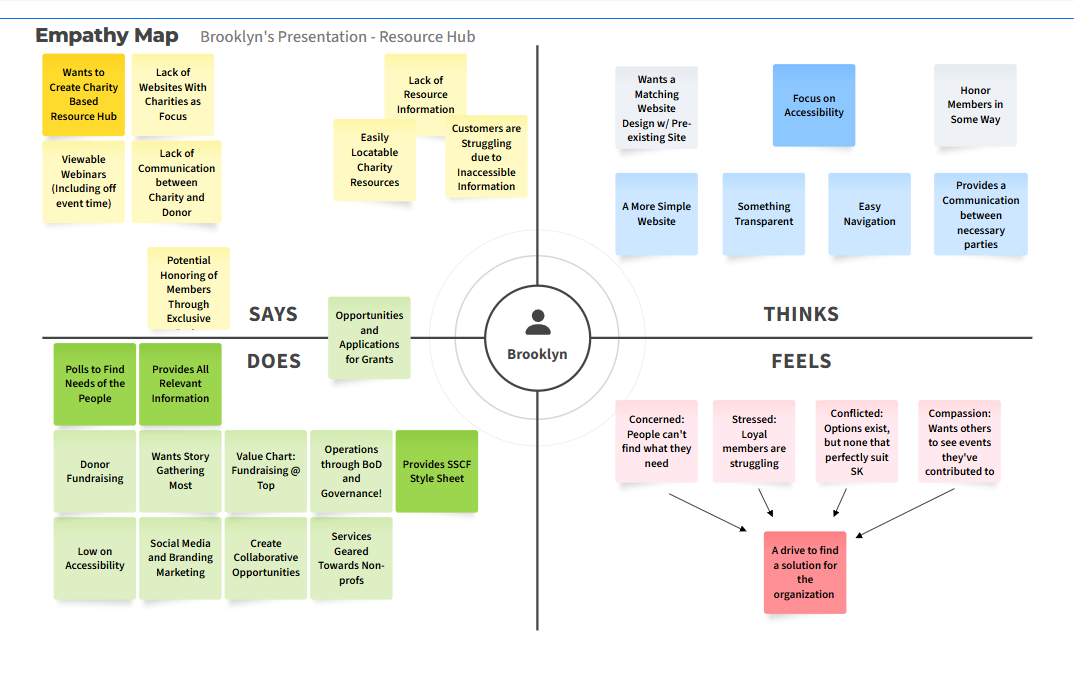 Empathy Map
Brooklyn's Presentation - Resource Hub
Wants to
Create Charity
Based
Resource Hub
Lack of
Websites With
Charities as
Focus
Lack of
Resource
Information
Viewable
Webinars
(Including off
event time)
Lack of
Communication
between
Charity and
Donor
Easily
Locatable
Charity
Resources
Customers are
Struggling
due to
Inaccessible
Information
Potential
Honoring of
Members
Through
Exclusive
SAYS
Wants a
Matching
Website
Design w/ Pre-
existing Site
Focus on
Accessibility
Honor
Members in
Some Way
A More Simple
Website
Something
Transparent
Easy
Navigation
Provides a
Communication
between
necessary
parties
THINKS
Opportunities
and
Applications
for Grants
Brooklyn
DOES
Polls to Find
Needs of the
People
Provides All
Relevant
Information
Donor
Fundraising
Wants Story
Gathering
Most
Value Chart:
Fundraising @
Top
Operations
through BoD
and
Governance!
Provides SSCF
Style Sheet
Low on
Accessibility
Social Media
and Branding
Marketing
Create
Collaborative
Opportunities
Services
Geared
Towards Non-
profs
FEELS
Concerned:
People can't
find what they
need
Stressed:
Loyal
members are
struggling
Conflicted:
Options exist,
but none that
perfectly suit
SK
Compassion:
Wants others
to see events
they've
contributed to
A drive to find
a solution for
the
organization